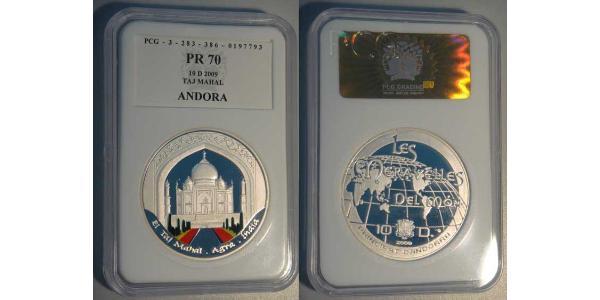 PCG - 3 - 283 - 386 - 0197793
PR 70
10 D 2009
TAJ MAHAL
ANDORA
El Taj Mahal . Agra . Índia
PCG GRADING
LES
MERAVELLES
DEL MÓN
10 D.
2009
PRINCIPAT D'ANDORRA